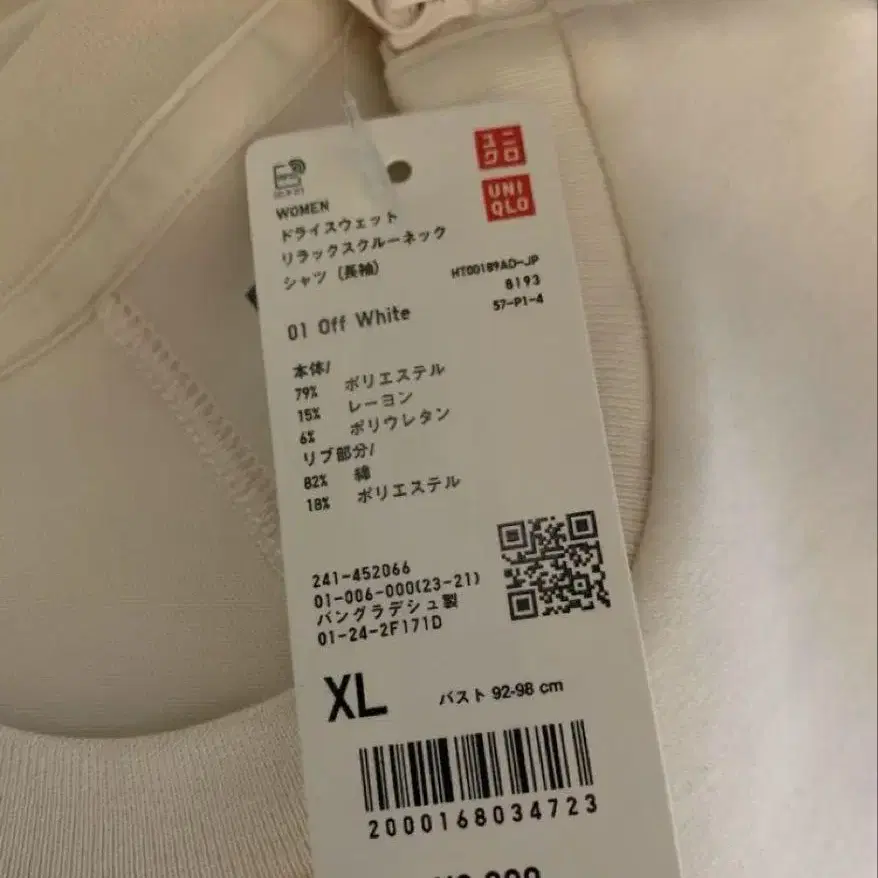 ユニ
クロ
UNI
QLO
WOMEN
ドライスウェット
リラックスクルーネック
シャツ (長袖)
HT00189AD-JP
8193
57-P1-4
01 Off White
本体/
79% ポリエステル
15% レーヨン
6% ポリウレタン
リブ部分/
82% 綿
18% ポリエステル
241-452066
01-006-000(23-21)
バングラデシュ製
01-24-2F171D
XL バスト 92-98 cm
2000168034723